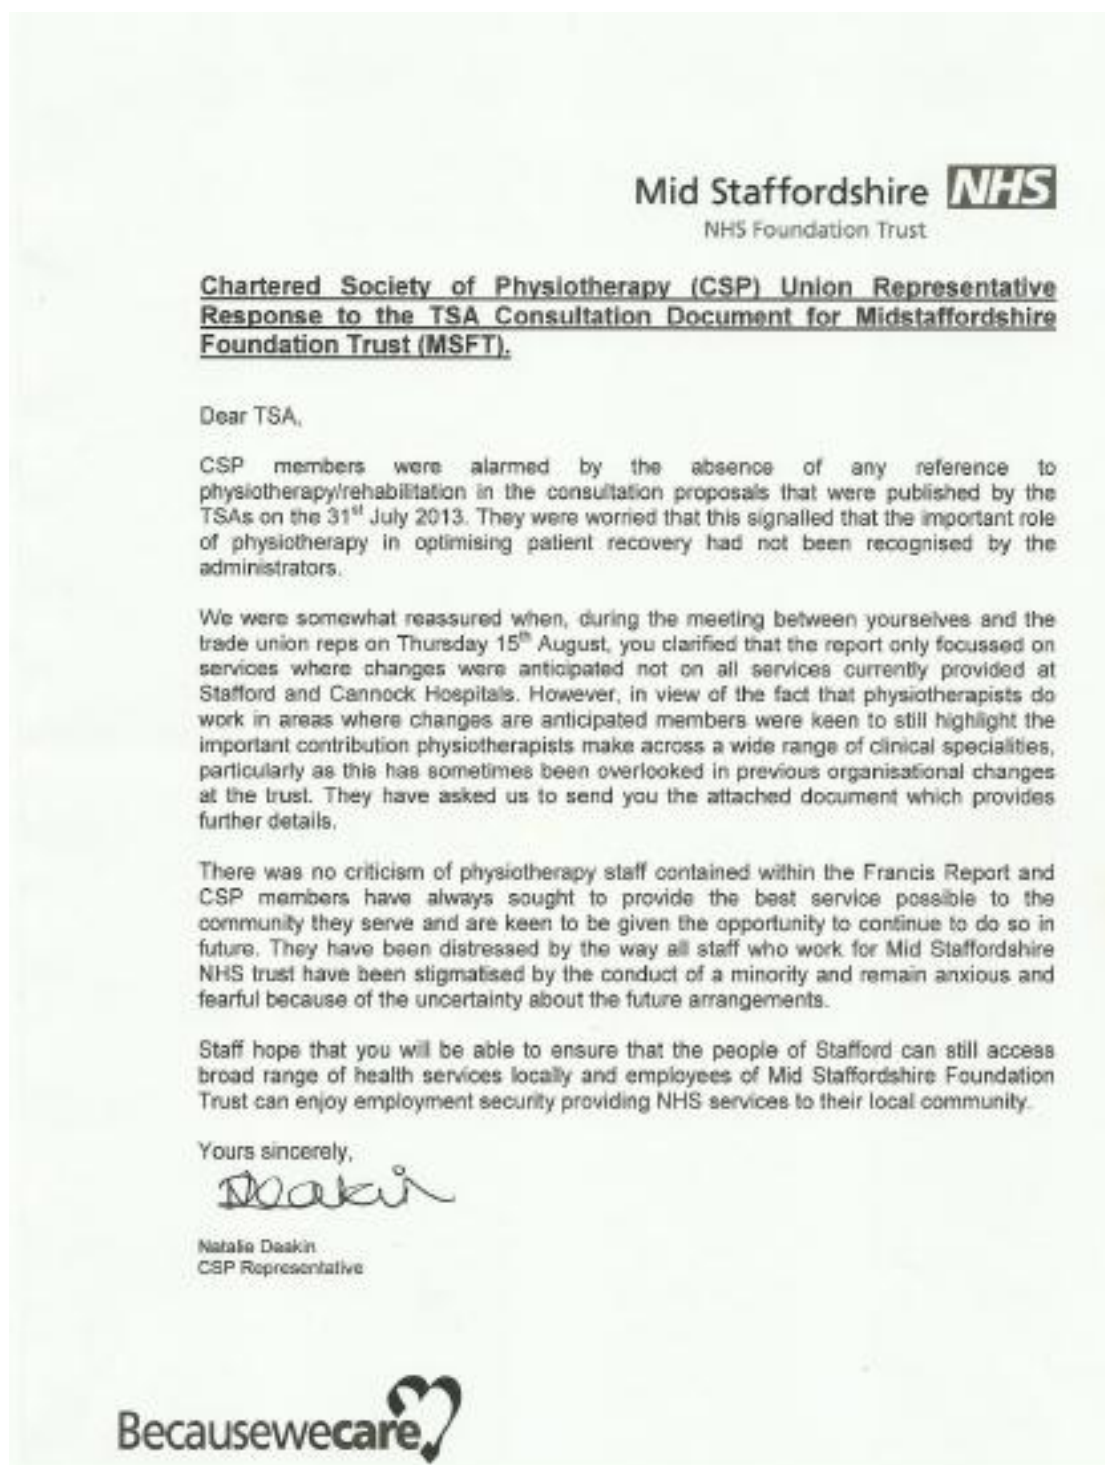 Mid Staffordshire NHS
NHS Foundation Trust
Chartered Society of Physiotherapy (CSP) Union Representative
Response to the TSA Consultation Document for Midstaffordshire
Foundation Trust (MSFT).
Dear TSA,
CSP members were alarmed by the absence of any reference to
physiotherapy/rehabilitation in the consultation proposals that were published by the
TSAs on the 31st July 2013. They were worried that this signalled that the important role
of physiotherapy in optimising patient recovery had not been recognised by the
administrators.
We were somewhat reassured when, during the meeting between yourselves and the
trade union reps on Thursday 15th August, you clarified that the report only focussed on
services where changes were anticipated not on all services currently provided at
Stafford and Cannock Hospitals. However, in view of the fact that physiotherapists do
work in areas where changes are anticipated members were keen to still highlight the
important contribution physiotherapists make across a wide range of clinical specialities,
particularly as this has sometimes been overlooked in previous organisational changes
at the trust. They have asked us to send you the attached document which provides
further details.
There was no criticism of physiotherapy staff contained within the Francis Report and
CSP members have always sought to provide the best service possible to the
community they serve and are keen to be given the opportunity to continue to do so in
future. They have been distressed by the way all staff who work for Mid Staffordshire
NHS trust have been stigmatised by the conduct of a minority and remain anxious and
fearful because of the uncertainty about the future arrangements.
Staff hope that you will be able to ensure that the people of Stafford can still access
broad range of health services locally and employees of Mid Staffordshire Foundation
Trust can enjoy employment security providing NHS services to their local community.
Yours sincerely,
NDeakin
Natalie Deakin
CSP Representative
Becausewecare